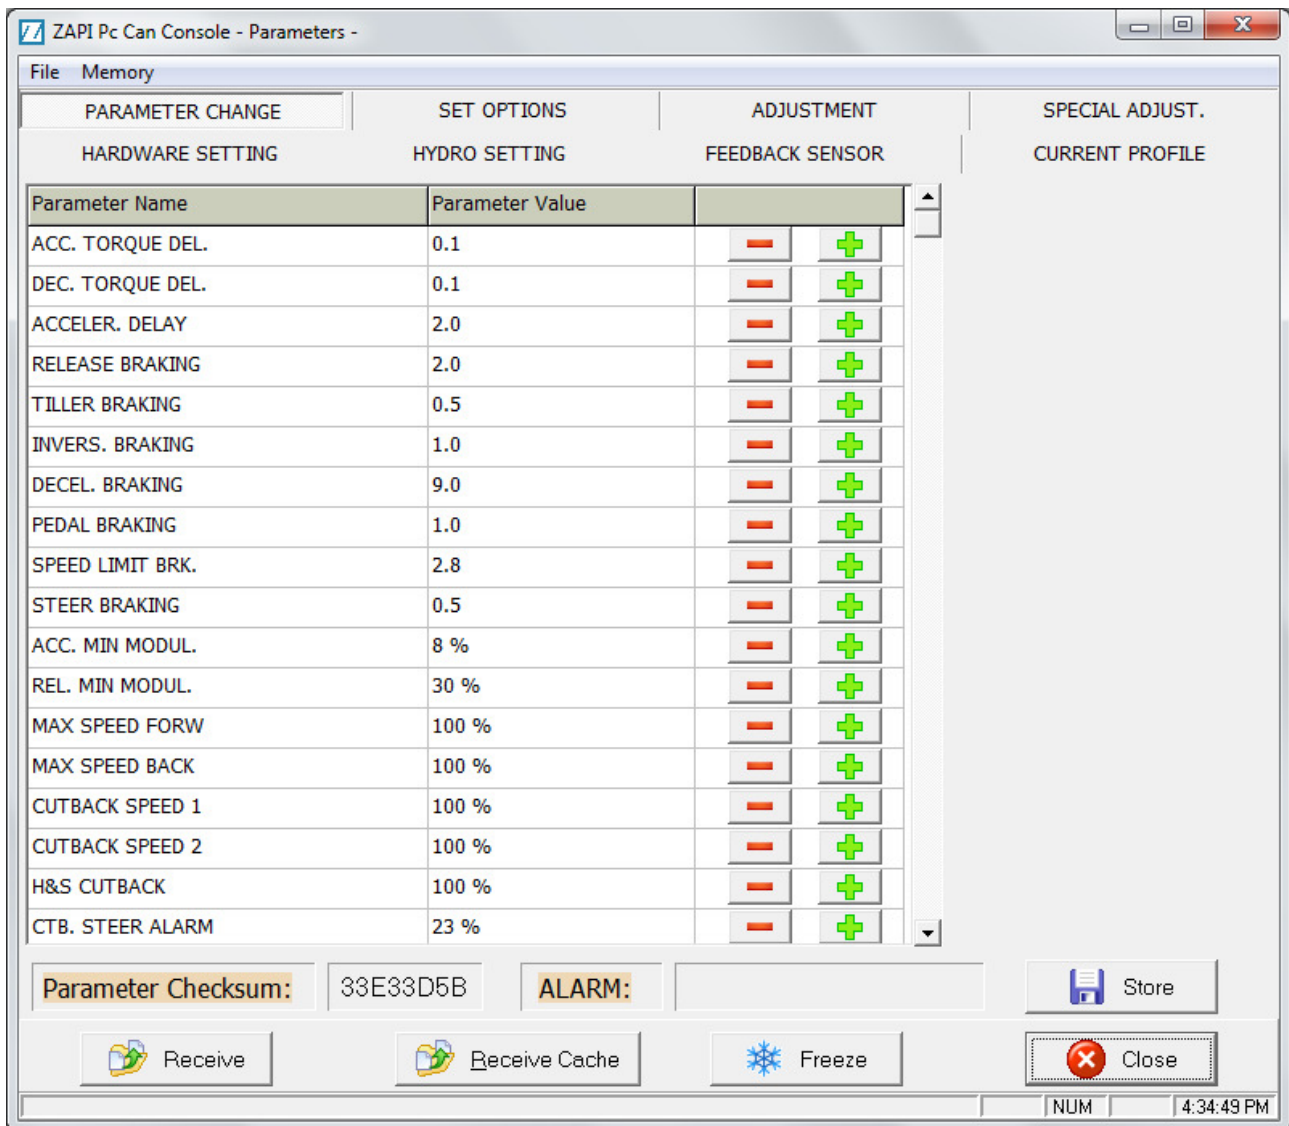 ZAPI Pc Can Console - Parameters -
File Memory
PARAMETER CHANGE SET OPTIONS ADJUSTMENT SPECIAL ADJUST.
HARDWARE SETTING HYDRO SETTING FEEDBACK SENSOR CURRENT PROFILE
Parameter Name Parameter Value
ACC. TORQUE DEL. 0.1
DEC. TORQUE DEL. 0.1
ACCELER. DELAY 2.0
RELEASE BRAKING 2.0
TILLER BRAKING 0.5
INVERS. BRAKING 1.0
DECEL. BRAKING 9.0
PEDAL BRAKING 1.0
SPEED LIMIT BRK. 2.8
STEER BRAKING 0.5
ACC. MIN MODUL. 8 %
REL. MIN MODUL. 30 %
MAX SPEED FORW 100 %
MAX SPEED BACK 100 %
CUTBACK SPEED 1 100 %
CUTBACK SPEED 2 100 %
H&S CUTBACK 100 %
CTB. STEER ALARM 23 %
Parameter Checksum: 33E33D5B ALARM: Store
Receive Receive Cache Freeze Close
NUM 4:34:49 PM